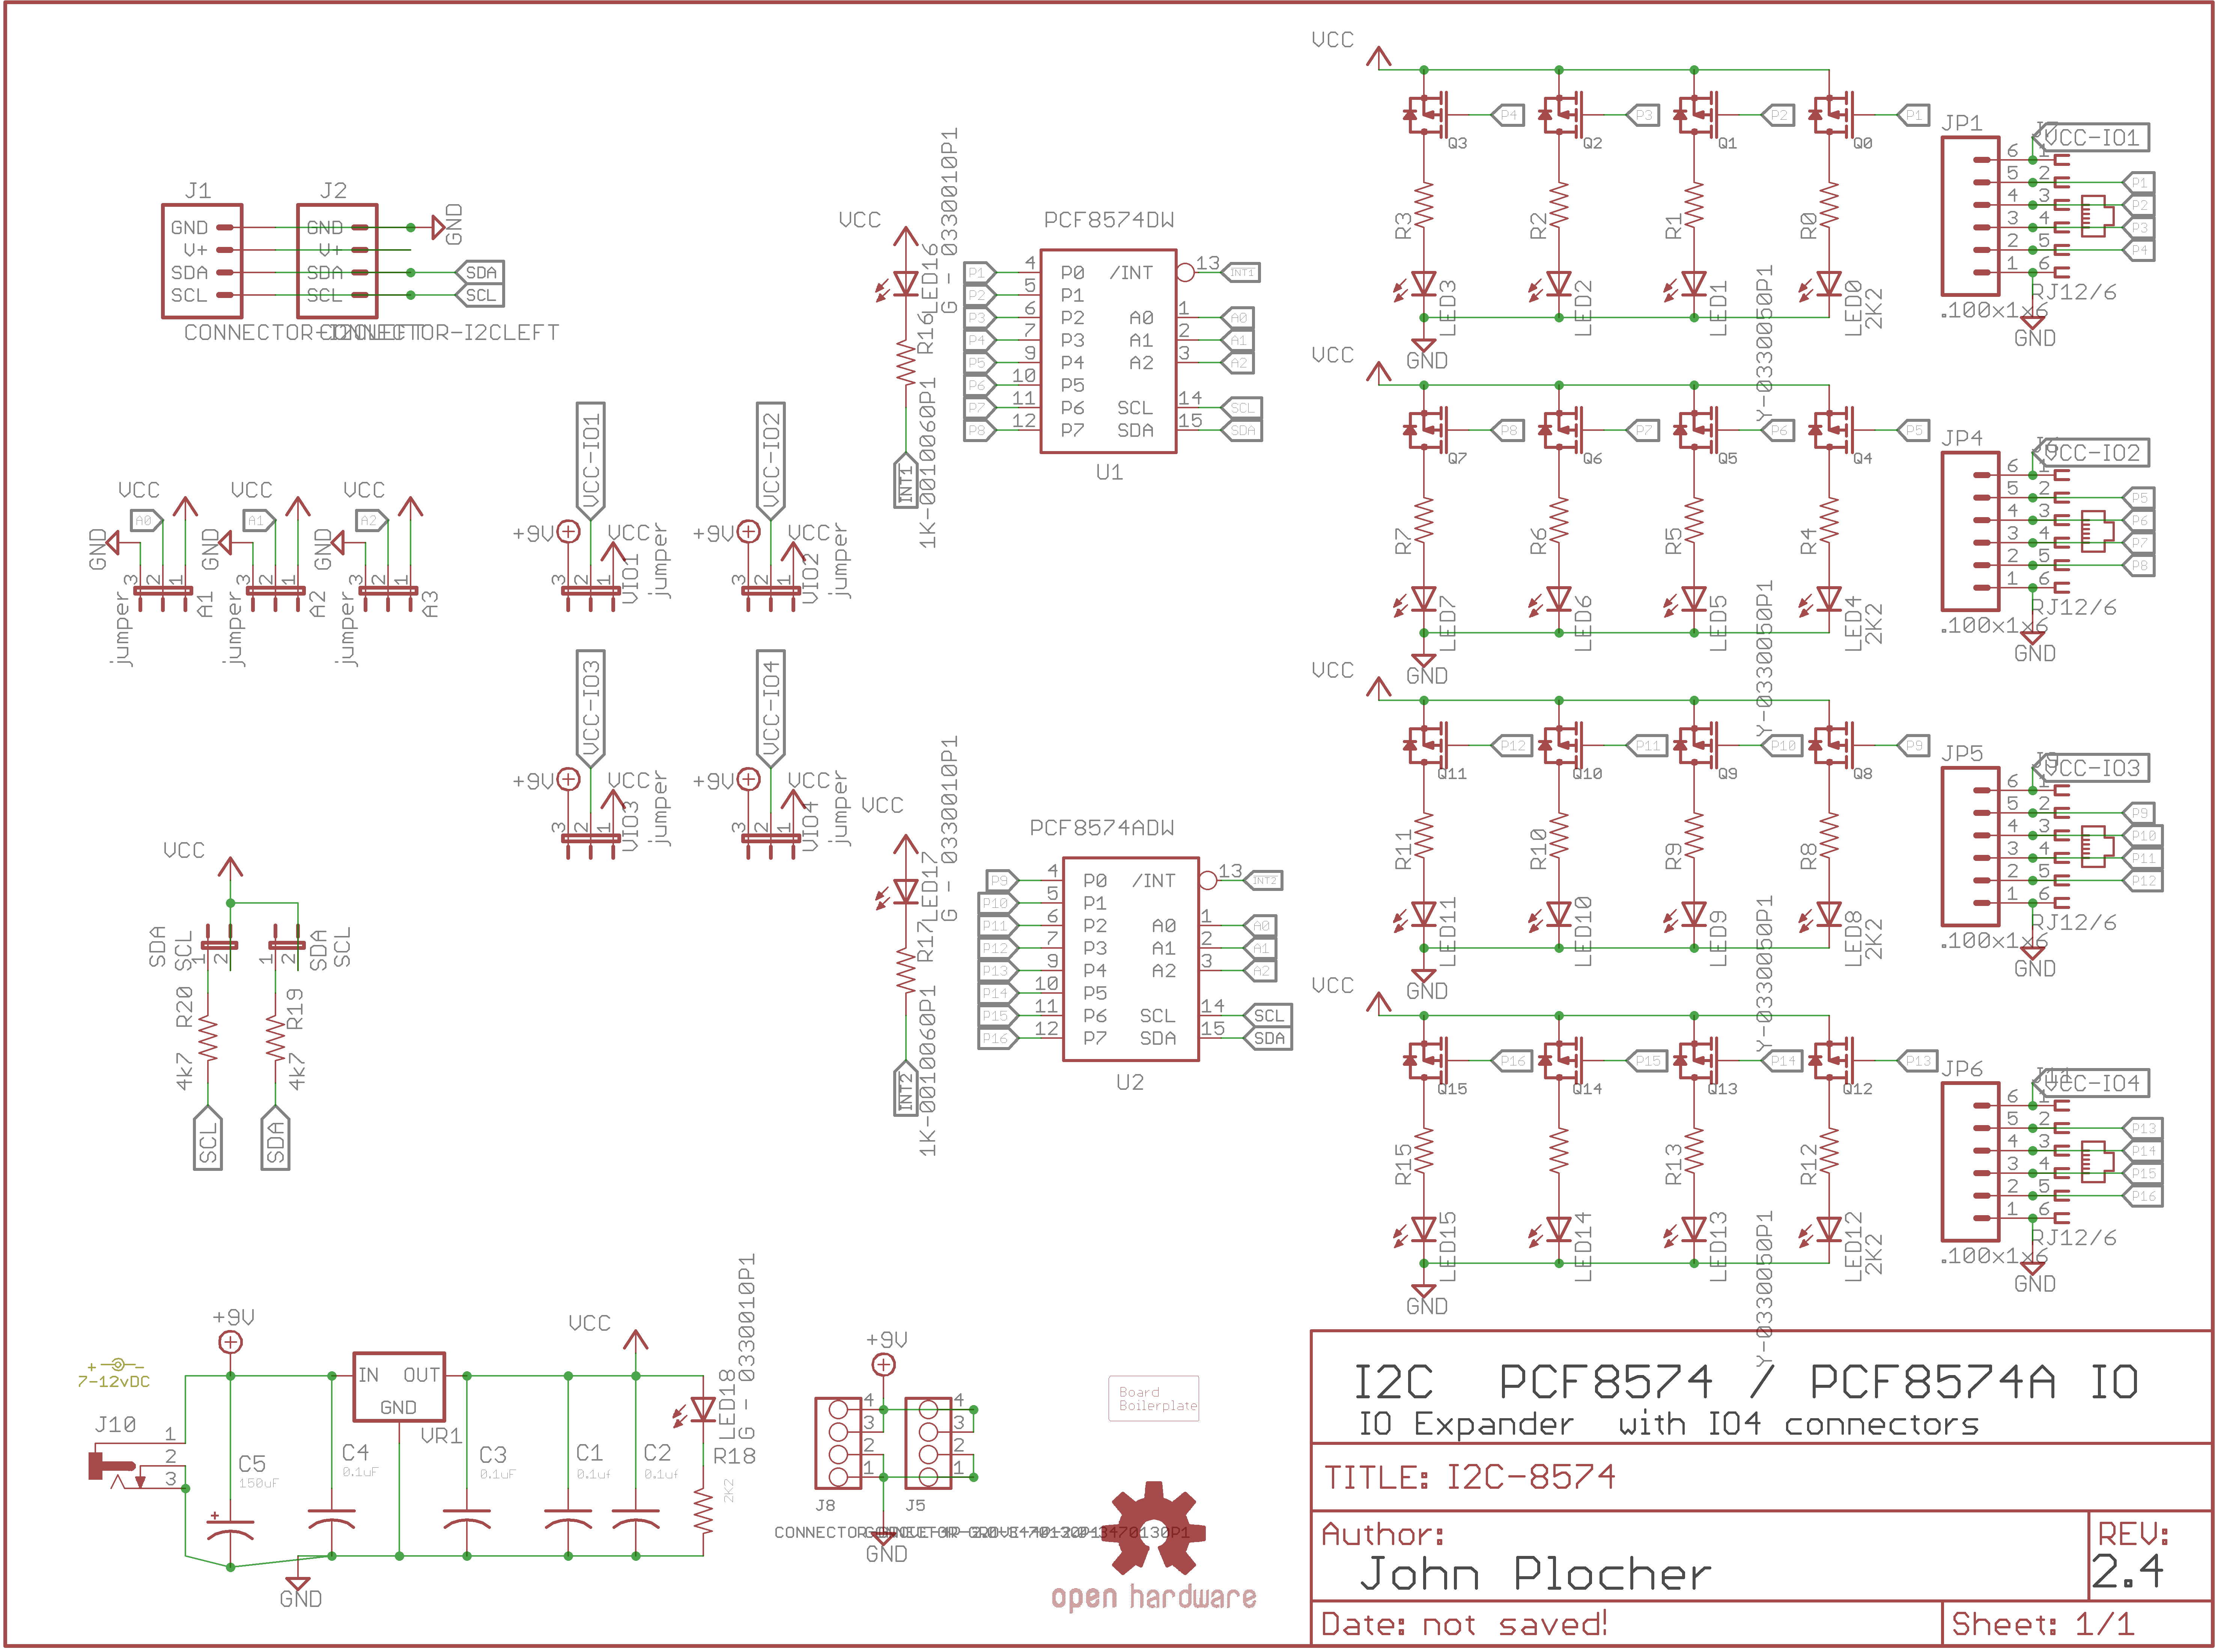 J1
GND
V+
SDA
SCL
J2
GND
V+
SDA
SCL
GND
SDA
SCL
CONNECTOR-I2CLEFT
VCC
A0
GND
3
2
1
A1
jumper
VCC
A1
GND
3
2
1
A2
jumper
VCC
A2
GND
3
2
1
A3
jumper
VCC-IO1
+9V
VCC
3
2
1
VIO1
jumper
VCC-IO2
+9V
VCC
3
2
1
VIO2
jumper
VCC-IO3
+9V
VCC
3
2
1
VIO3
jumper
VCC-IO4
+9V
VCC
3
2
1
VIO4
jumper
VCC
SDA
SCL
1
2
1
2
SDA
SCL
R20
4k7
R19
4k7
SCL
SDA
VCC
LED16
G - 0330010P1
R16
1K-0010060P1
INT1
PCF8574DW
P1 4 P0 /INT 13 INT1
P2 5 P1
P3 6 P2 A0 1 A0
P4 7 P3 A1 2 A1
P5 9 P4 A2 3 A2
P6 10 P5
P7 11 P6 SCL 14 SCL
P8 12 P7 SDA 15 SDA
U1
VCC
LED17
G - 0330010P1
R17
1K-0010060P1
INT2
PCF8574ADW
P9 4 P0 /INT 13 INT2
P10 5 P1
P11 6 P2 A0 1 A0
P12 7 P3 A1 2 A1
P13 9 P4 A2 3 A2
P14 10 P5
P15 11 P6 SCL 14 SCL
P16 12 P7 SDA 15 SDA
U2
VCC
P4 P3 P2 P1
Q3 Q2 Q1 Q0
R3 R2 R1 R0
LED3 LED2 LED1 LED0
2K2
Y-0330050P1
GND
JP1
VCC-IO1
6 1
5 2 P1
4 3 P2
3 4 P3
2 5 P4
1 6
RJ12/6
.100x1x6
GND
VCC
P8 P7 P6 P5
Q7 Q6 Q5 Q4
R7 R6 R5 R4
LED7 LED6 LED5 LED4
2K2
Y-0330050P1
GND
JP4
VCC-IO2
6 1
5 2 P5
4 3 P6
3 4 P7
2 5 P8
1 6
RJ12/6
.100x1x6
GND
VCC
P12 P11 P10 P9
Q11 Q10 Q9 Q8
R11 R10 R9 R8
LED11 LED10 LED9 LED8
2K2
Y-0330050P1
GND
JP5
J9
VCC-IO3
6 1
5 2 P9
4 3 P10
3 4 P11
2 5 P12
1 6
RJ12/6
.100x1x6
GND
VCC
P16 P15 P14 P13
Q15 Q14 Q13 Q12
R15 R13 R12
LED15 LED14 LED13 LED12
2K2
Y-0330050P1
GND
JP6
J11
VCC-IO4
6 1
5 2 P13
4 3 P14
3 4 P15
2 5 P16
1 6
RJ12/6
.100x1x6
GND
+ -
7-12vDC
J10
1
2
3
+9V
C5
150uF
+
C4
0.1uF
IN OUT
GND
VR1
C3
0.1uF
C1
0.1uf
C2
0.1uf
VCC
LED18
G - 0330010P1
R18
2K2
GND
+9V
4
3
2
1
J8
4
3
2
1
J5
GND
Board
Boilerplate
open hardware
I2C PCF8574 / PCF8574A IO
IO Expander with IO4 connectors
TITLE: I2C-8574
Author:
John Plocher
REV:
2.4
Date: not saved!
Sheet: 1/1